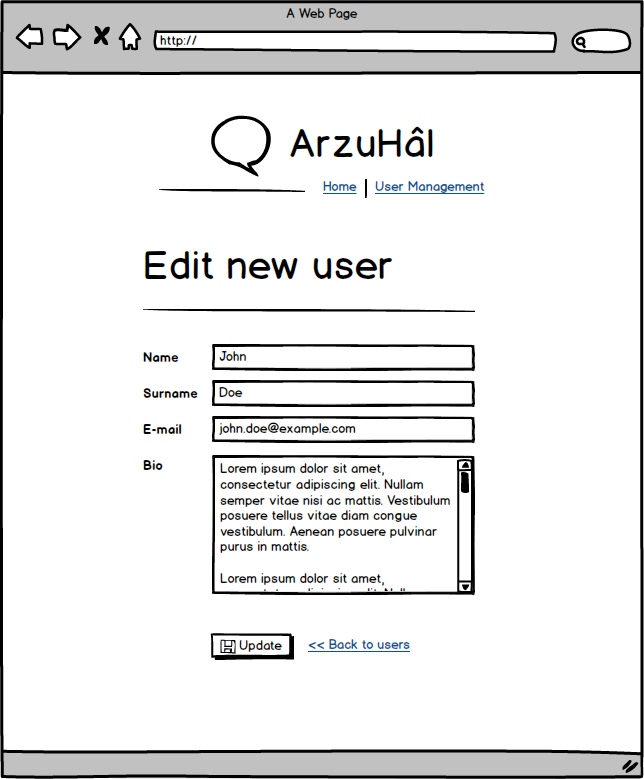 A Web Page
http://
ArzuHâl
Home | User Management
Edit new user
Name John
Surname Doe
E-mail john.doe@example.com
Bio Lorem ipsum dolor sit amet,
consectetur adipiscing elit. Nullam
semper vitae nisi ac mattis. Vestibulum
posuere tellus vitae diam congue
vestibulum. Aenean posuere pulvinar
purus in mattis.
Lorem ipsum dolor sit amet,
Update << Back to users